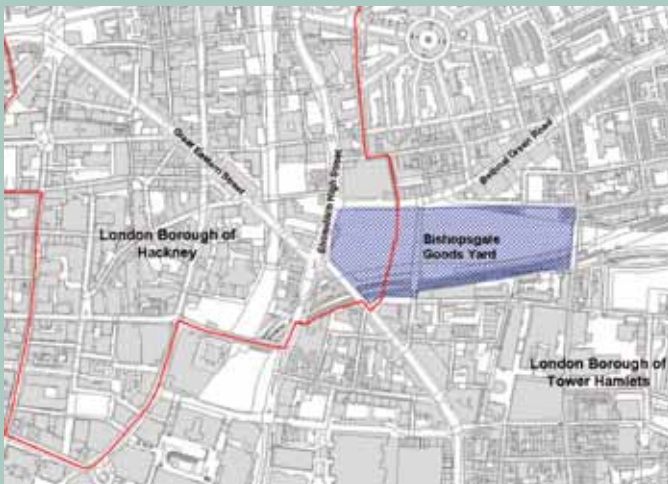 Great Eastern Street
Shoreditch High Street
Bethnal Green Road
London Borough of
Hackney
Bishopsgate
Goods Yard
London Borough of
Tower Hamlets